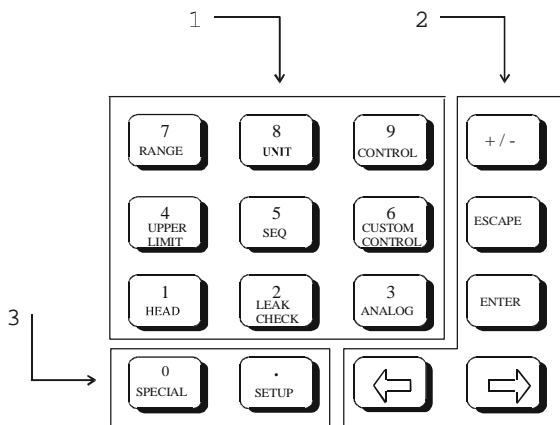 1
2
7
RANGE
8
UNIT
9
CONTROL
+ / -
4
UPPER
LIMIT
5
SEQ
6
CUSTOM
CONTROL
ESCAPE
1
HEAD
2
LEAK
CHECK
3
ANALOG
ENTER
3
0
SPECIAL
.
SETUP